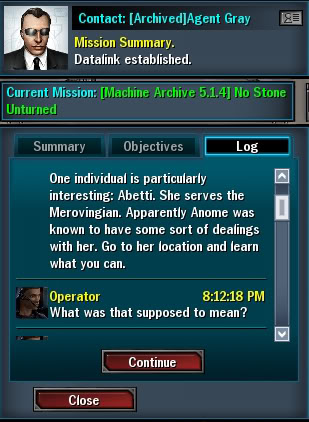 Contact: [Archived]Agent Gray
Mission Summary.
Datalink established.
Current Mission: [Machine Archive 5.1.4] No Stone
Unturned
Summary
Objectives
Log
One individual is particularly
interesting: Abetti. She serves the
Merovingian. Apparently Anome was
known to have some sort of dealings
with her. Go to her location and learn
what you can.
Operator 8:12:18 PM
What was that supposed to mean?
Continue
Close